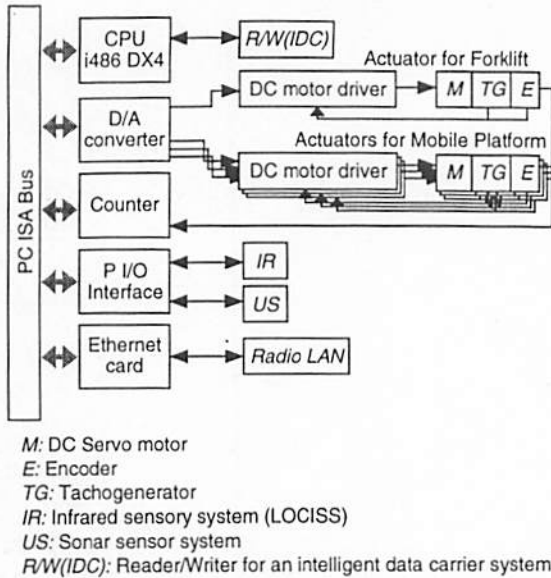 PC ISA Bus
CPU
i486 DX4
R/W(IDC)
Actuator for Forklift
D/A
converter
DC motor driver
M TG E
Actuators for Mobile Platform
DC motor driver
M TG E
Counter
P I/O
Interface
IR
US
Ethernet
card
Radio LAN
M: DC Servo motor
E: Encoder
TG: Tachogenerator
IR: Infrared sensory system (LOCISS)
US: Sonar sensor system
R/W(IDC): Reader/Writer for an intelligent data carrier system